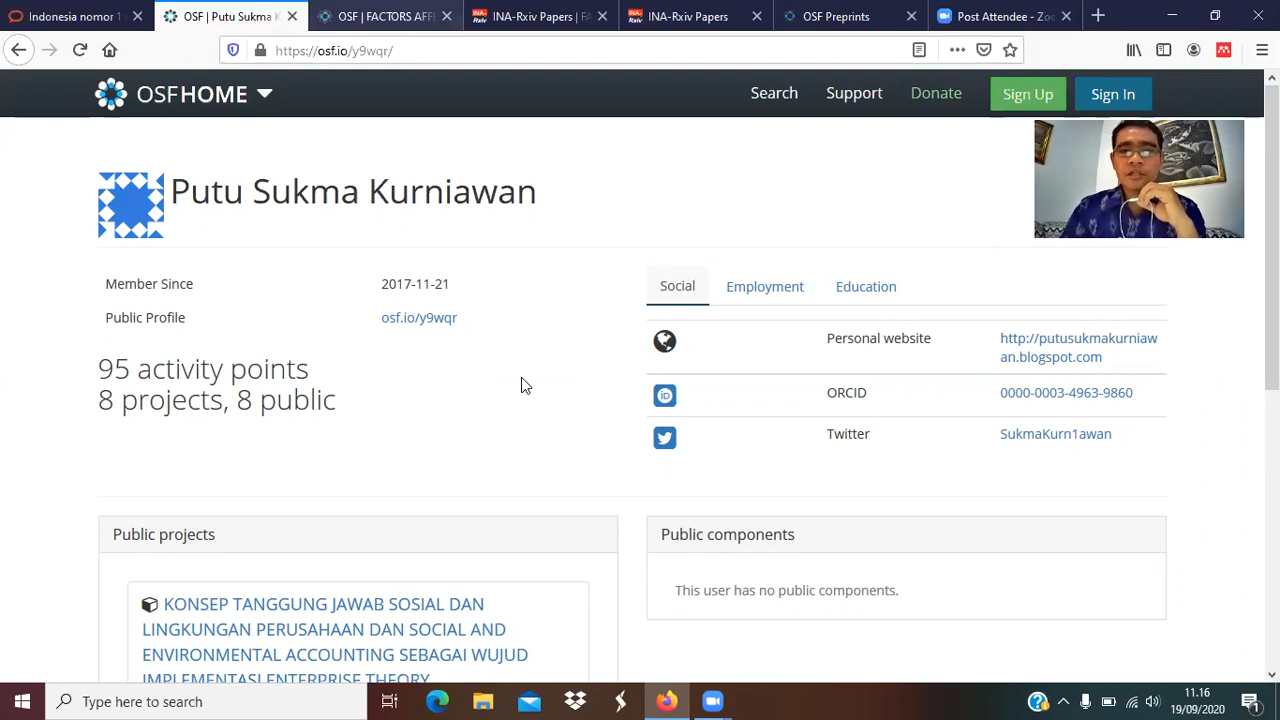 Indonesia nomor 1
OSF | Putu Sukma K
OSF | FACTORS AFF
INA-Rxiv Papers | FA
INA-Rxiv Papers
OSF Preprints
Post Attendee - Zoo
https://osf.io/y9wqr/
OSFHOME
Search
Support
Donate
Sign Up
Sign In
Putu Sukma Kurniawan
Member Since 2017-11-21
Public Profile osf.io/y9wqr
95 activity points
8 projects, 8 public
Social Employment Education
Personal website http://putusukmakurniaw
an.blogspot.com
ORCID 0000-0003-4963-9860
Twitter SukmaKurn1awan
Public projects
KONSEP TANGGUNG JAWAB SOSIAL DAN
LINGKUNGAN PERUSAHAAN DAN SOCIAL AND
ENVIRONMENTAL ACCOUNTING SEBAGAI WUJUD
IMPLEMENTASI ENTERPRISE THEORY
Public components
This user has no public components.
Type here to search
11.16
19/09/2020